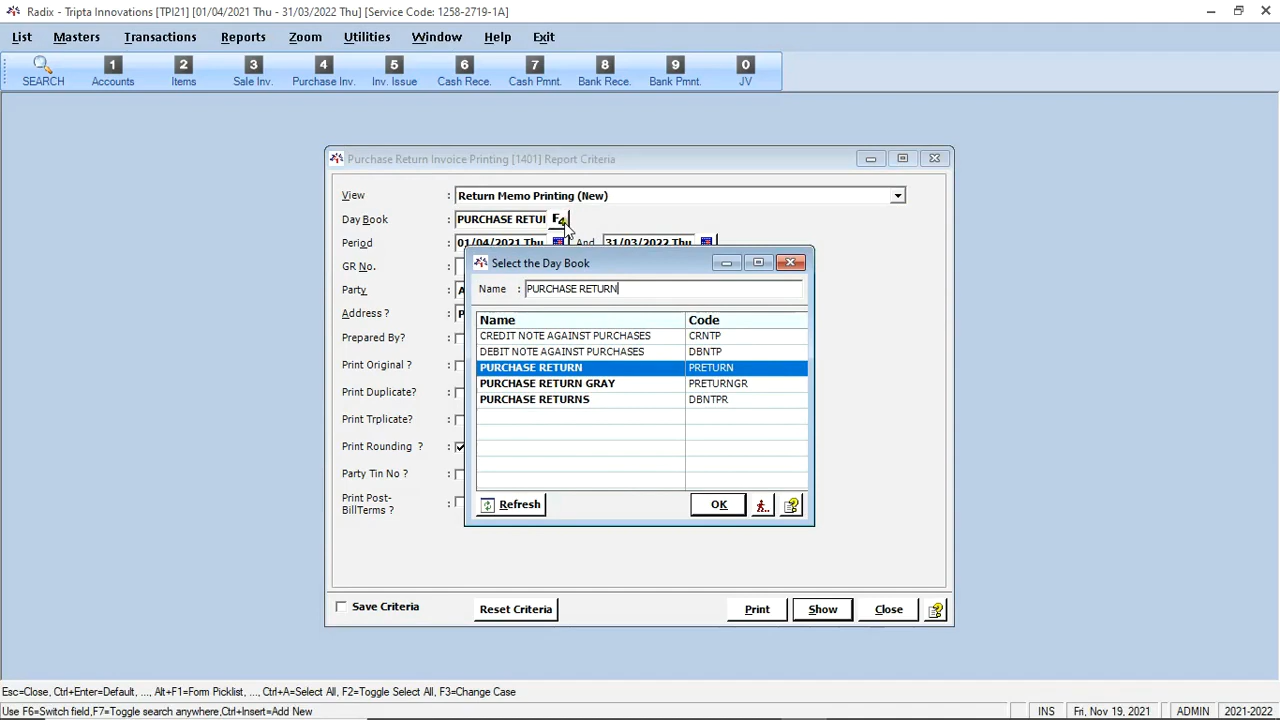 Radix - Tripta Innovations [TPI21] [01/04/2021 Thu - 31/03/2022 Thu] [Service Code: 1258-2719-1A]
List Masters Transactions Reports Zoom Utilities Window Help Exit
1 2 3 4 5 6 7 8 9 0
SEARCH Accounts Items Sale Inv. Purchase Inv. Inv. Issue Cash Rece. Cash Pmnt. Bank Rece. Bank Pmnt. JV
Purchase Return Invoice Printing [1401] Report Criteria
View : Return Memo Printing (New)
Day Book : PURCHASE RETUI F4
Period : 01/04/2021 Thu And 31/03/2022 Thu
GR No. :
Party : A
Address ? : P
Prepared By? :
Print Original ? :
Print Duplicate? :
Print Trplicate? :
Print Rounding ? :
Party Tin No ? :
Print Post-
BillTerms ? :
Select the Day Book
Name : PURCHASE RETURN
Name Code
CREDIT NOTE AGAINST PURCHASES CRNTP
DEBIT NOTE AGAINST PURCHASES DBNTP
PURCHASE RETURN PRETURN
PURCHASE RETURN GRAY PRETURNGR
PURCHASE RETURNS DBNTPR
Refresh OK
Save Criteria Reset Criteria Print Show Close
Esc=Close, Ctrl+Enter=Default, ..., Alt+F1=Form Picklist, ..., Ctrl+A=Select All, F2=Toggle Select All, F3=Change Case
Use F6=Switch field,F7=Toggle search anywhere,Ctrl+Insert=Add New INS Fri, Nov 19, 2021 ADMIN 2021-2022